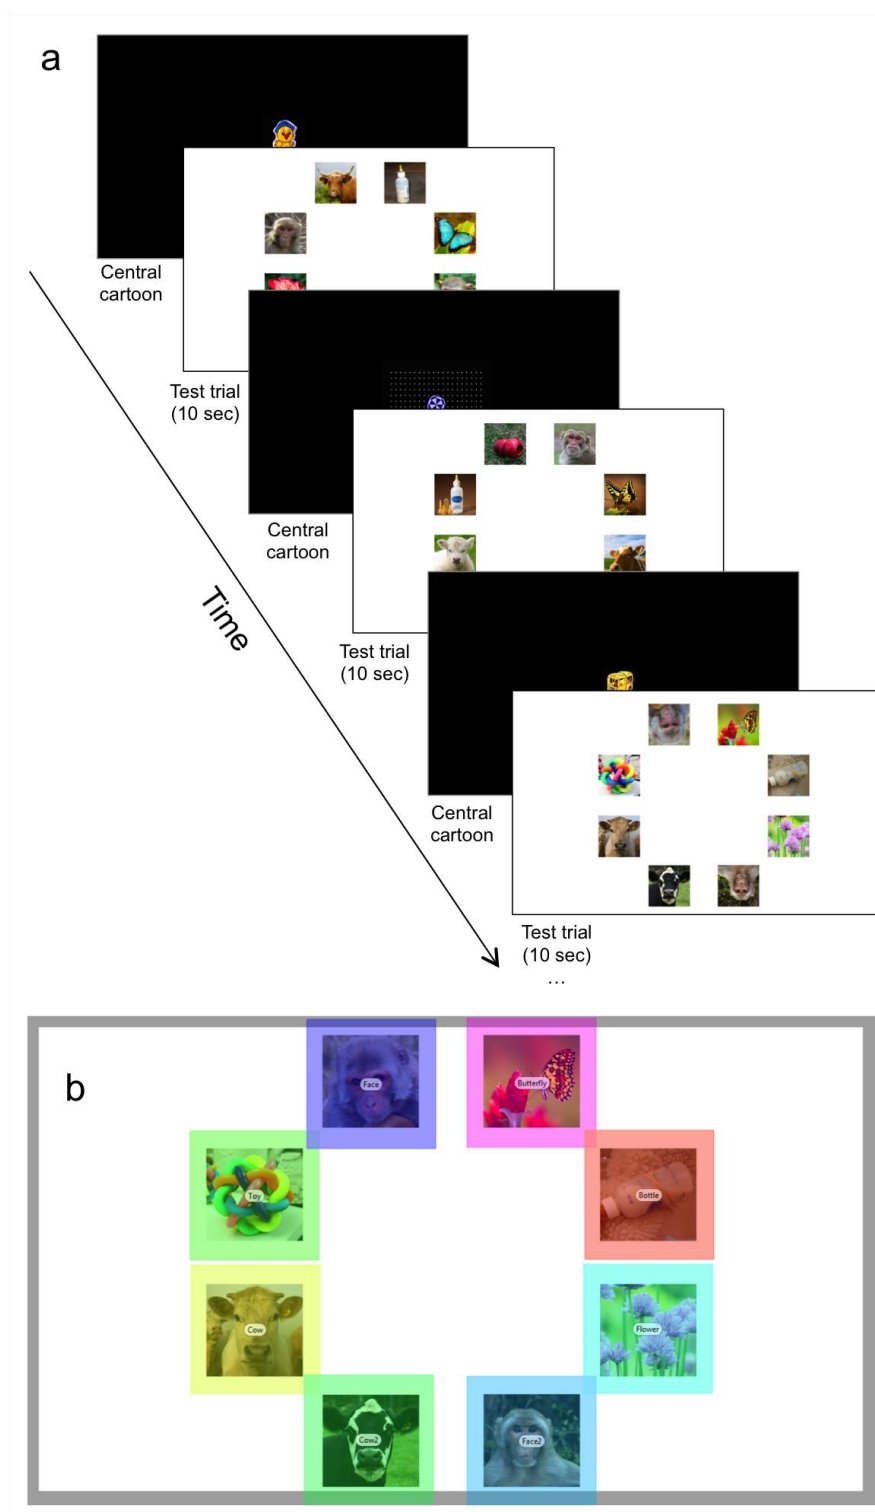 a
Central
cartoon
Test trial
(10 sec)
Central
cartoon
Time
Test trial
(10 sec)
Central
cartoon
Test trial
(10 sec)
...
b
Face
Butterfly
Toy
Bottle
Cow
Flower
Cow2
Face2